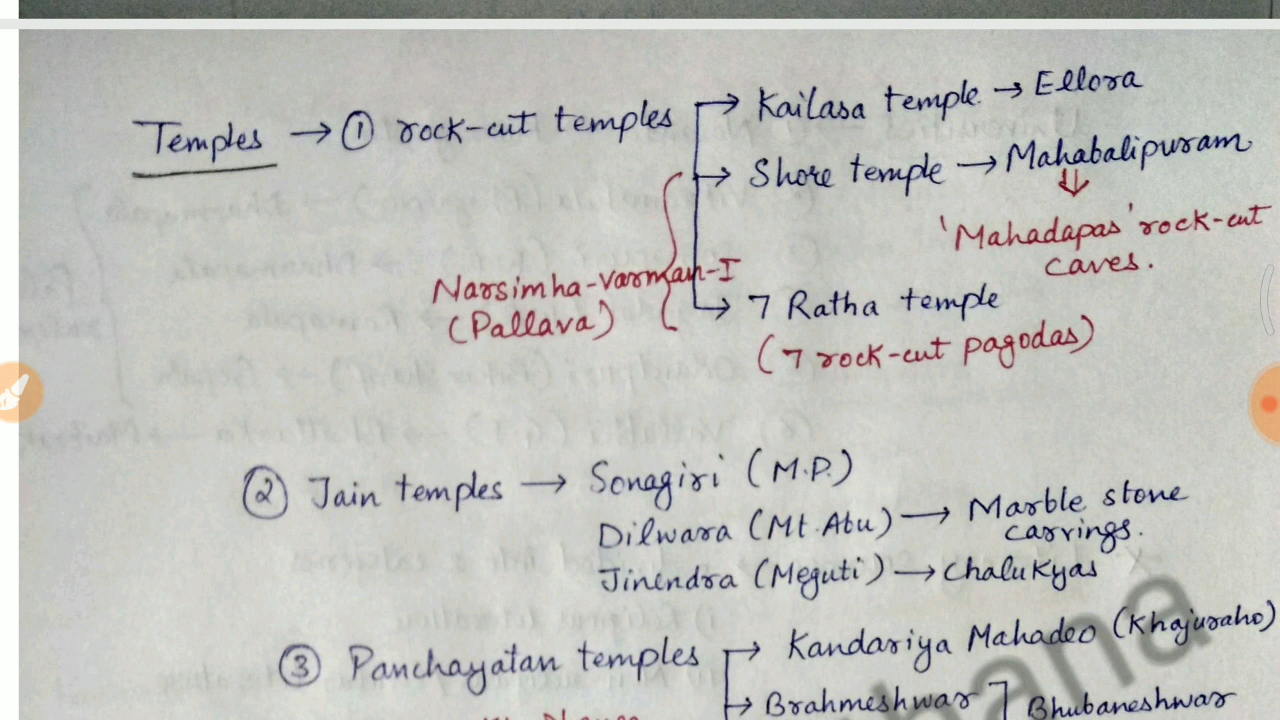 Temples → ① rock-cut temples → Kailasa temple → Ellora
→ Shore temple → Mahabalipuram
'Mahadapas' rock-cut
caves.
Narsimha-varman-I
(Pallava)
→ 7 Ratha temple
(7 rock-cut pagodas)
② Jain temples → Sonagiri (M.P.)
Dilwara (Mt. Abu) → Marble stone
carvings.
Jinendra (Meguti) → Chalukyas
③ Panchayatan temples → Kandariya Mahadeo (Khajuraho)
→ Brahmeshwar ] Bhubaneshwar